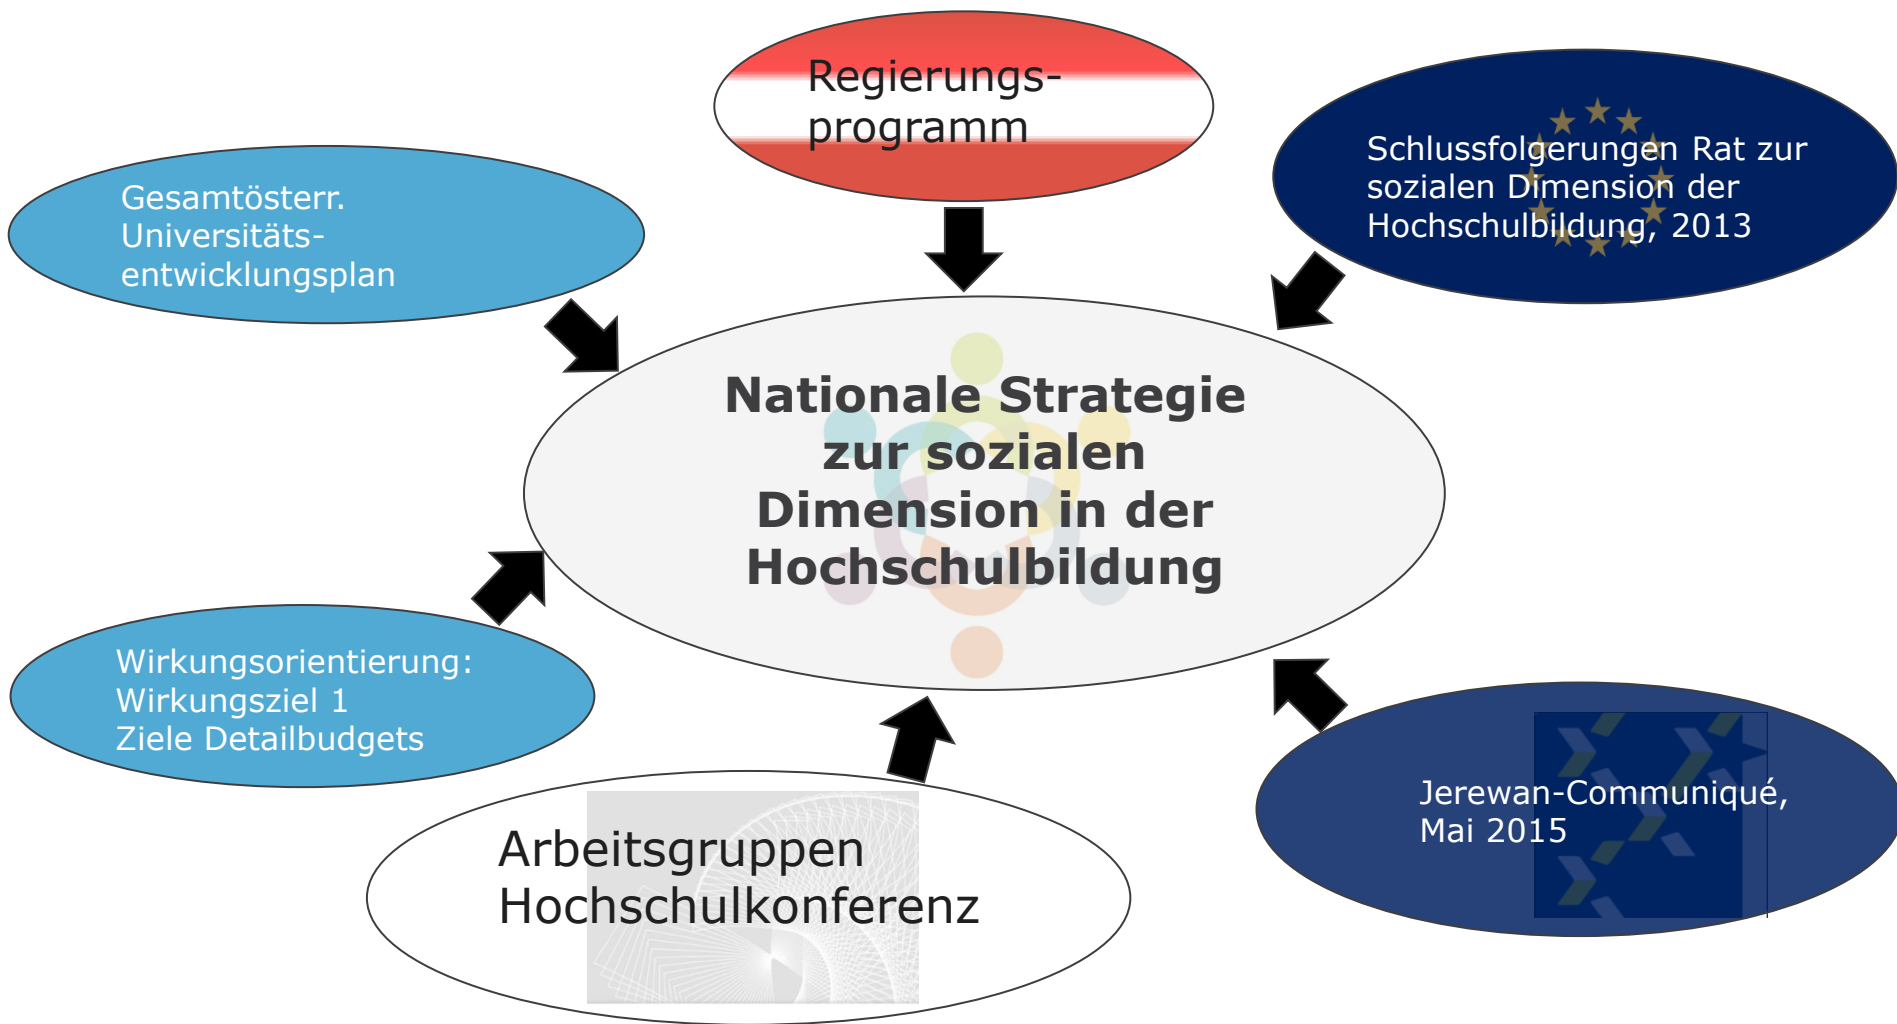 Regierungs-
programm
Schlussfolgerungen Rat zur
sozialen Dimension der
Hochschulbildung, 2013
Gesamtösterr.
Universitäts-
entwicklungsplan
Nationale Strategie
zur sozialen
Dimension in der
Hochschulbildung
Wirkungsorientierung:
Wirkungsziel 1
Ziele Detailbudgets
Jerewan-Communiqué,
Mai 2015
Arbeitsgruppen
Hochschulkonferenz